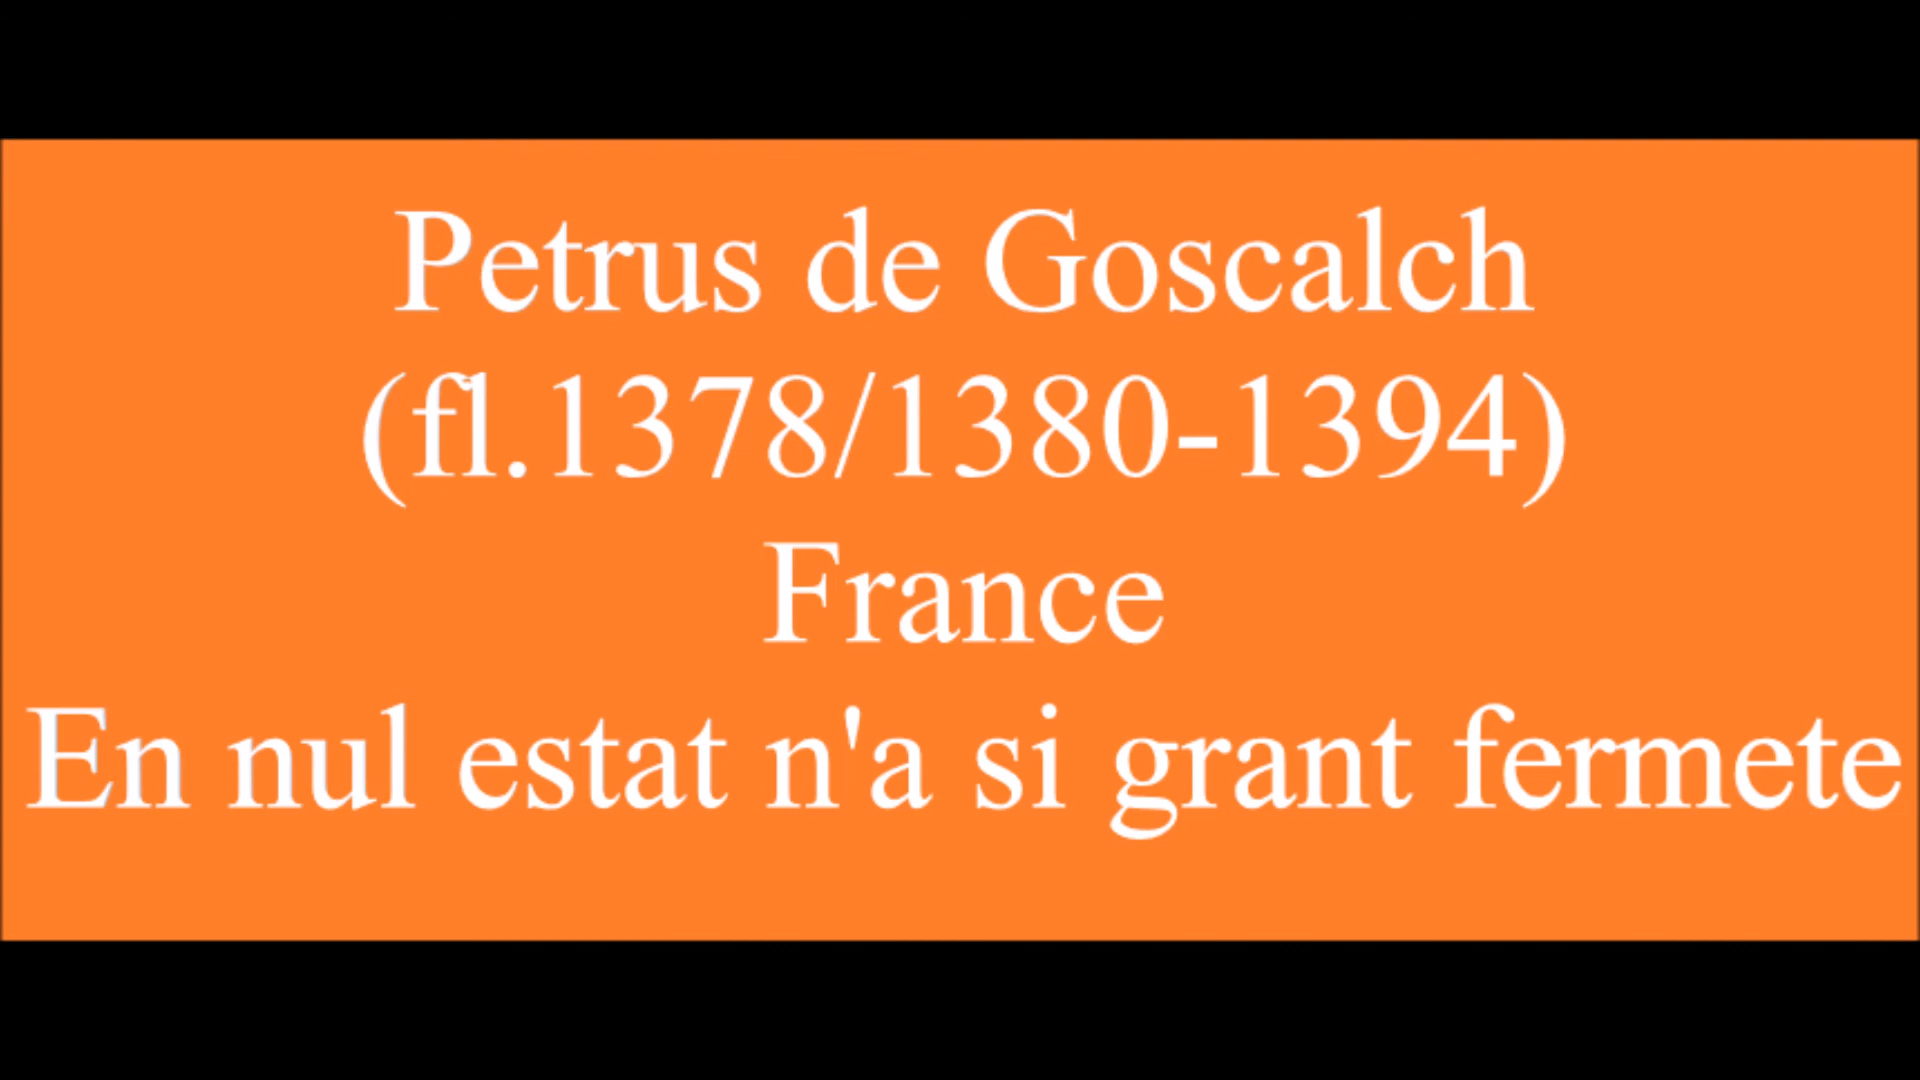 Petrus de Goscalch
(fl.1378/1380-1394)
France
En nul estat n'a si grant fermete